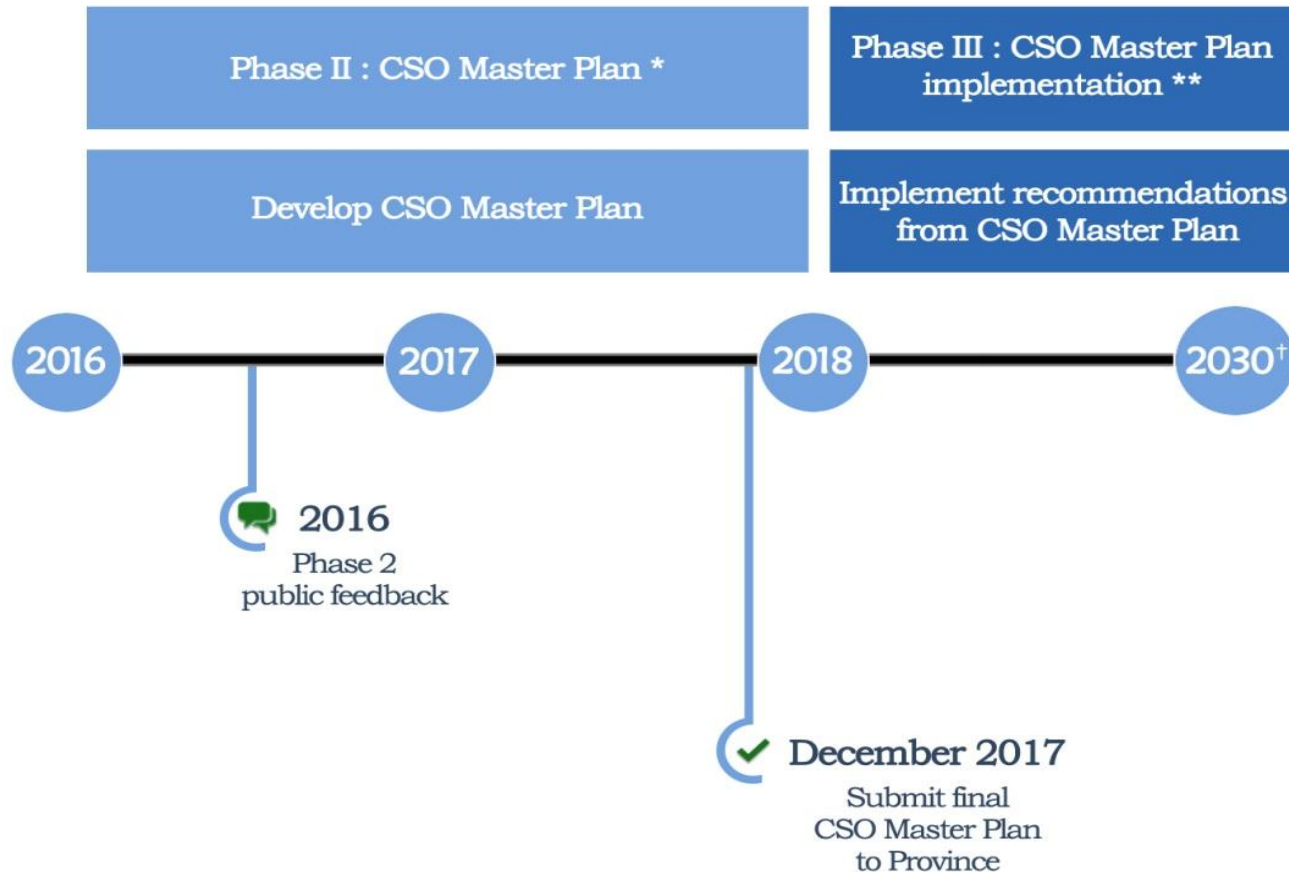 Phase II : CSO Master Plan *
Phase III : CSO Master Plan
implementation **
Develop CSO Master Plan
Implement recommendations
from CSO Master Plan
2016
2017
2018
2030†
2016
Phase 2
public feedback
December 2017
Submit final
CSO Master Plan
to Province